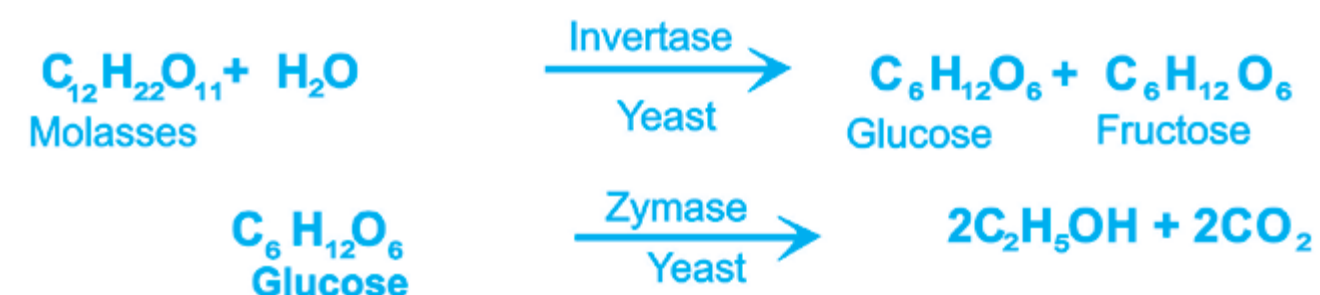 Invertase
C₁₂H₂₂O₁₁ + H₂O C₆H₁₂O₆ + C₆H₁₂O₆
Yeast
Molasses Glucose Fructose
Zymase
C₆H₁₂O₆ 2C₂H₅OH + 2CO₂
Yeast
Glucose